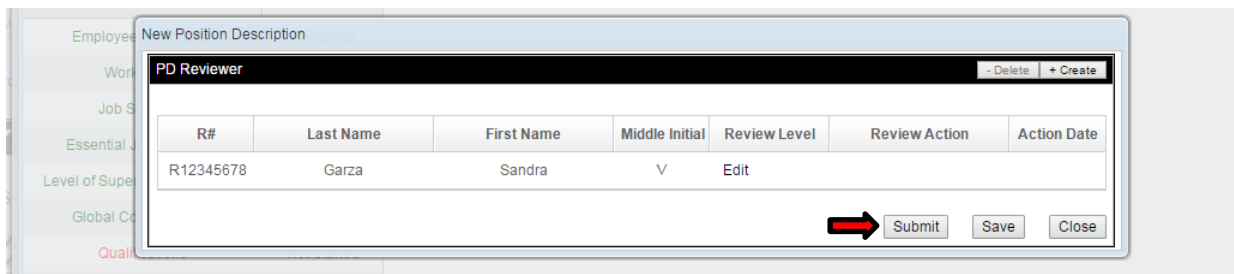 New Position Description
Employee
PD Reviewer - Delete + Create
Work
Job S
R# Last Name First Name Middle Initial Review Level Review Action Action Date
Essential J
R12345678 Garza Sandra V Edit
Level of Super
Global Co
Submit Save Close